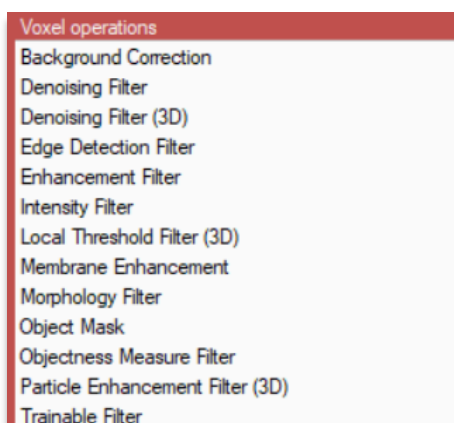 Voxel operations
Background Correction
Denoising Filter
Denoising Filter (3D)
Edge Detection Filter
Enhancement Filter
Intensity Filter
Local Threshold Filter (3D)
Membrane Enhancement
Morphology Filter
Object Mask
Objectness Measure Filter
Particle Enhancement Filter (3D)
Trainable Filter